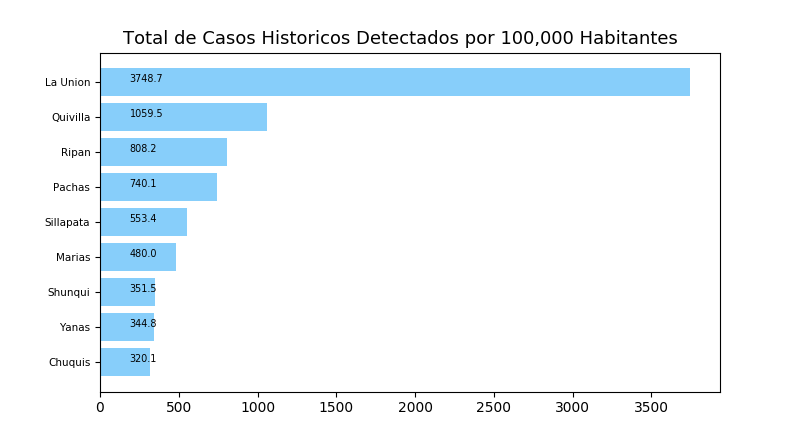 Total de Casos Historicos Detectados por 100,000 Habitantes
La Union 3748.7
Quivilla 1059.5
Ripan 808.2
Pachas 740.1
Sillapata 553.4
Marias 480.0
Shunqui 351.5
Yanas 344.8
Chuquis 320.1
0 500 1000 1500 2000 2500 3000 3500